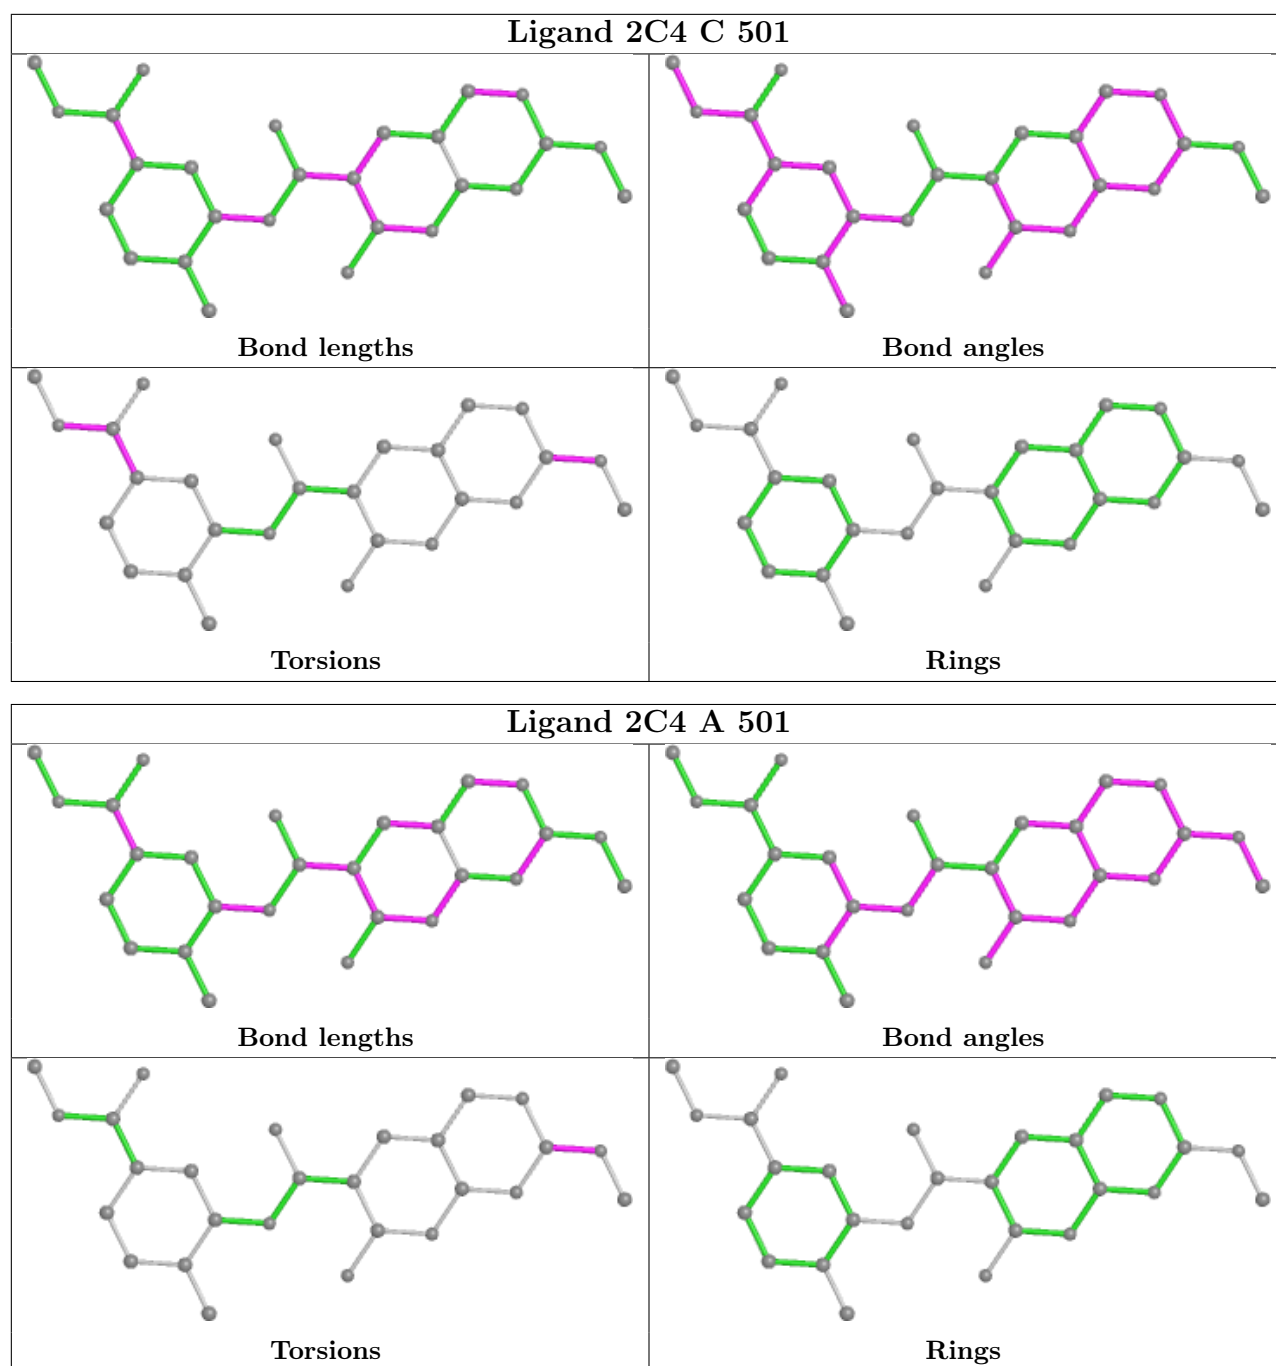 Ligand 2C4 C 501
Bond lengths
Bond angles
Torsions
Rings
Ligand 2C4 A 501
Bond lengths
Bond angles
Torsions
Rings